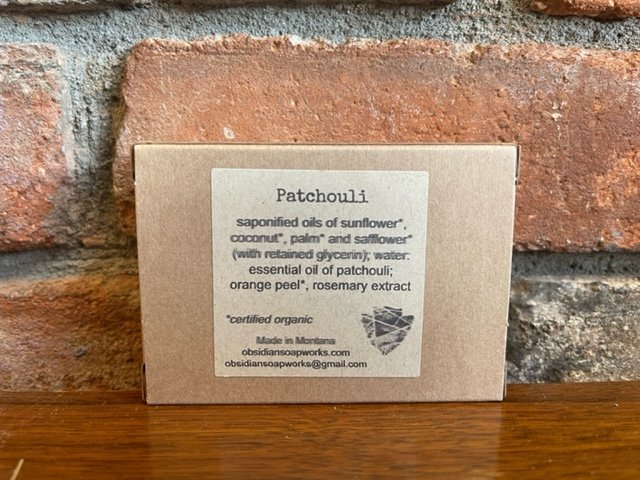 Patchouli
saponified oils of sunflower*,
coconut*, palm* and safflower*
(with retained glycerin); water:
essential oil of patchouli;
orange peel*, rosemary extract
*certified organic
Made in Montana
obsidiansoapworks.com
obsidiansoapworks@gmail.com